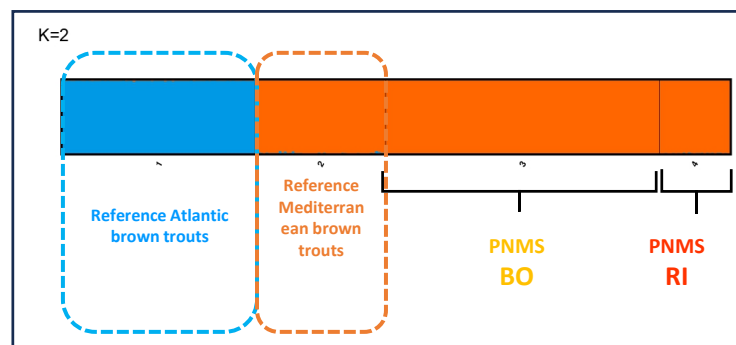 K=2
1
2
3
4
Reference Atlantic
brown trouts
Reference
Mediterran
ean brown
trouts
PNMS
BO
PNMS
RI